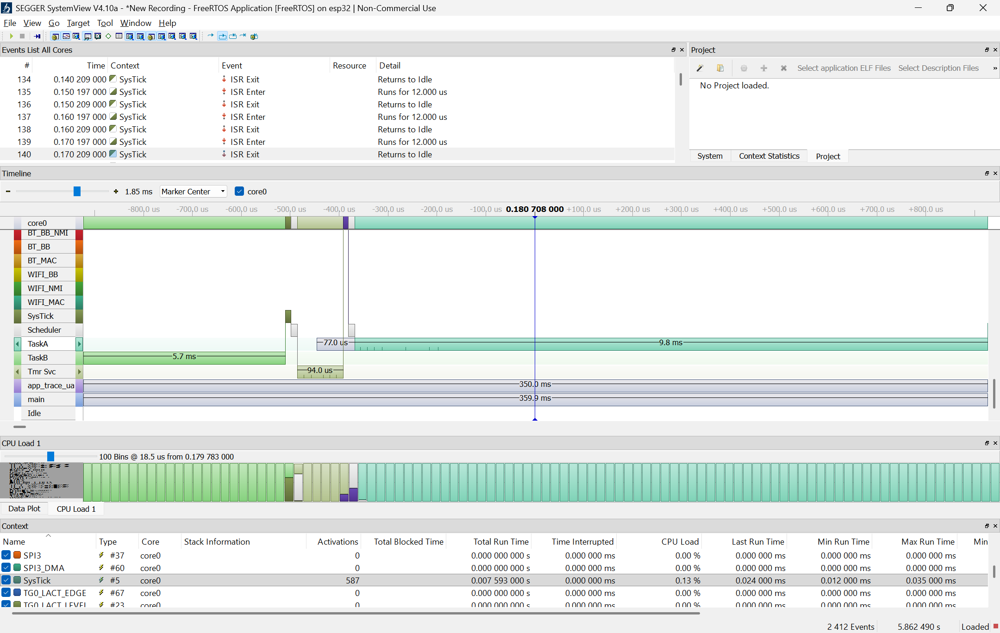 SEGGER SystemView V4.10a - *New Recording - FreeRTOS Application [FreeRTOS] on esp32 | Non-Commercial Use
File View Go Target Tool Window Help
Events List All Cores
# Time Context Event Resource Detail
134 0.140 209 000 SysTick ISR Exit Returns to Idle
135 0.150 197 000 SysTick ISR Enter Runs for 12.000 us
136 0.150 209 000 SysTick ISR Exit Returns to Idle
137 0.160 197 000 SysTick ISR Enter Runs for 12.000 us
138 0.160 209 000 SysTick ISR Exit Returns to Idle
139 0.170 197 000 SysTick ISR Enter Runs for 12.000 us
140 0.170 209 000 SysTick ISR Exit Returns to Idle
Project
Select application ELF Files Select Description Files »
No Project loaded.
System Context Statistics Project
Timeline
1.85 ms Marker Center core0
-800.0 us -700.0 us -600.0 us -500.0 us -400.0 us -300.0 us -200.0 us -100.0 us 0.180 708 000 +100.0 us +200.0 us +300.0 us +400.0 us +500.0 us +600.0 us +700.0 us +800.0 us
core0
BT_BB_NMI
BT_BB
BT_MAC
WIFI_BB
WIFI_NMI
WIFI_MAC
SysTick
Scheduler
TaskA 77.0 us 9.8 ms
TaskB 5.7 ms
Tmr Svc 94.0 us
app_trace_ua 350.0 ms
main 359.9 ms
Idle
CPU Load 1
100 Bins @ 18.5 us from 0.179 783 000
Data Plot CPU Load 1
Context
Name Type Core Stack Information Activations Total Blocked Time Total Run Time Time Interrupted CPU Load Last Run Time Min Run Time Max Run Time Min
SPI3 #37 core0 0 0.000 000 000 s 0.000 000 ms 0.00 % 0.000 000 ms 0.000 000 ms 0.000 000 ms
SPI3_DMA #60 core0 0 0.000 000 000 s 0.000 000 ms 0.00 % 0.000 000 ms 0.000 000 ms 0.000 000 ms
SysTick #5 core0 587 0.007 593 000 s 0.000 000 ms 0.13 % 0.024 000 ms 0.012 000 ms 0.035 000 ms
TG0_LACT_EDGE #67 core0 0 0.000 000 000 s 0.000 000 ms 0.00 % 0.000 000 ms 0.000 000 ms 0.000 000 ms
TG0_LACT_LEVEL #23 core0 0 0.000 000 000 s 0.000 000 ms 0.00 % 0.000 000 ms 0.000 000 ms 0.000 000 ms
2 412 Events 5.862 490 s Loaded